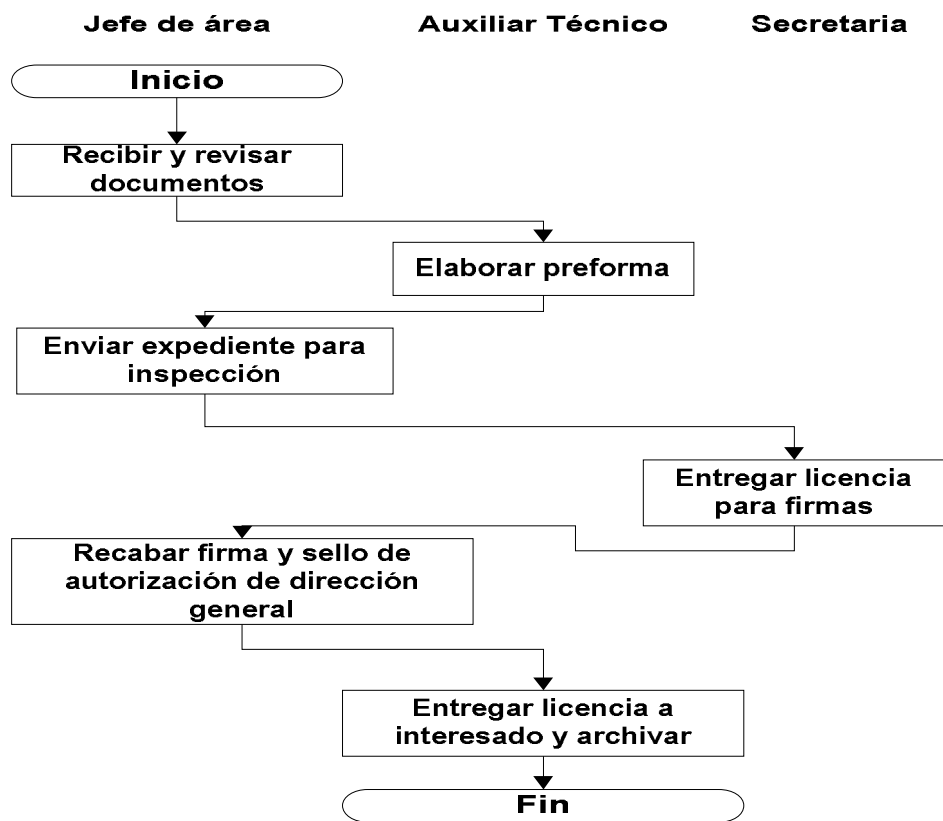 Jefe de área
Auxiliar Técnico
Secretaria
Inicio
Recibir y revisar
documentos
Elaborar preforma
Enviar expediente para
inspección
Entregar licencia
para firmas
Recabar firma y sello de
autorización de dirección
general
Entregar licencia a
interesado y archivar
Fin